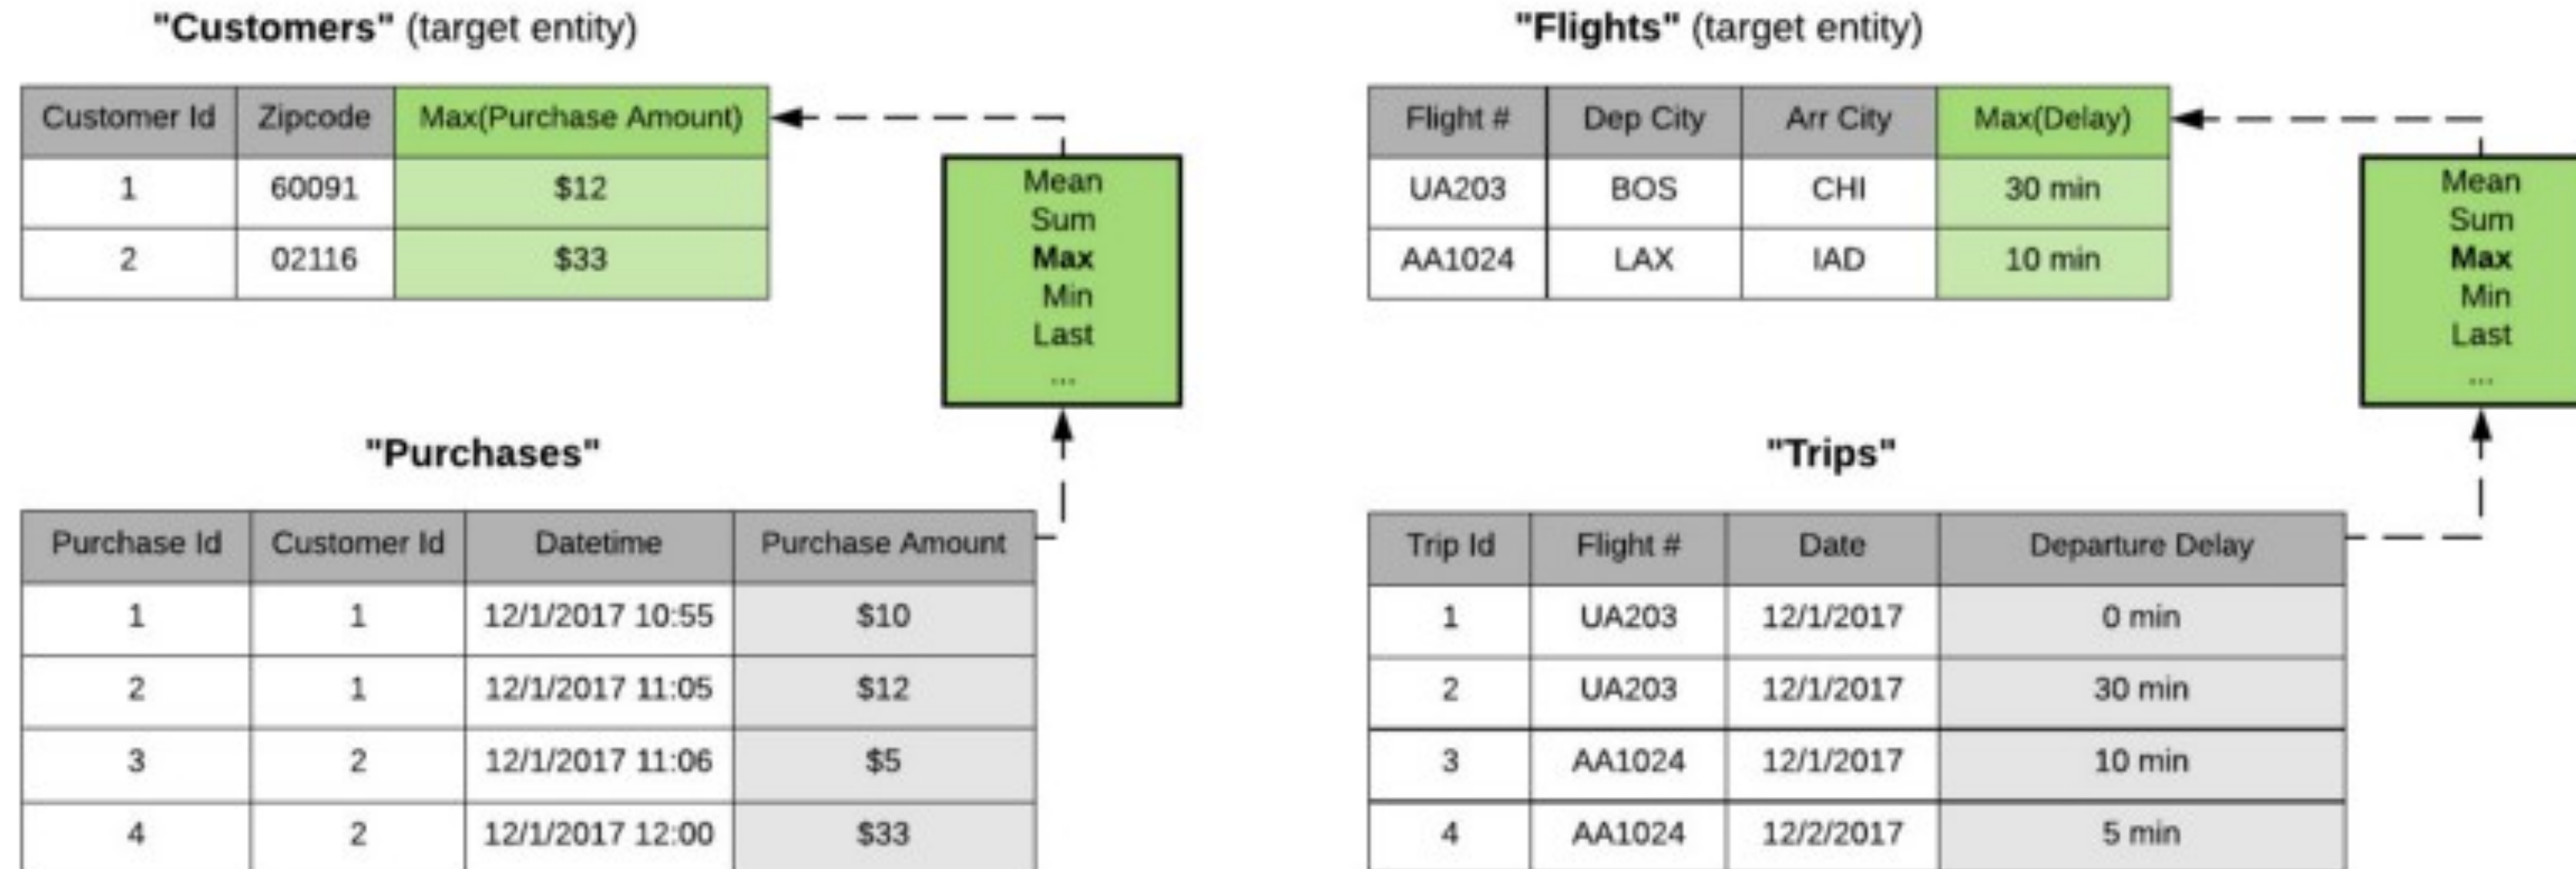 "Customers" (target entity)
Customer Id Zipcode Max(Purchase Amount)
1 60091 $12
2 02116 $33
Mean
Sum
Max
Min
Last
...
"Purchases"
Purchase Id Customer Id Datetime Purchase Amount
1 1 12/1/2017 10:55 $10
2 1 12/1/2017 11:05 $12
3 2 12/1/2017 11:06 $5
4 2 12/1/2017 12:00 $33
"Flights" (target entity)
Flight # Dep City Arr City Max(Delay)
UA203 BOS CHI 30 min
AA1024 LAX IAD 10 min
Mean
Sum
Max
Min
Last
...
"Trips"
Trip Id Flight # Date Departure Delay
1 UA203 12/1/2017 0 min
2 UA203 12/1/2017 30 min
3 AA1024 12/1/2017 10 min
4 AA1024 12/2/2017 5 min